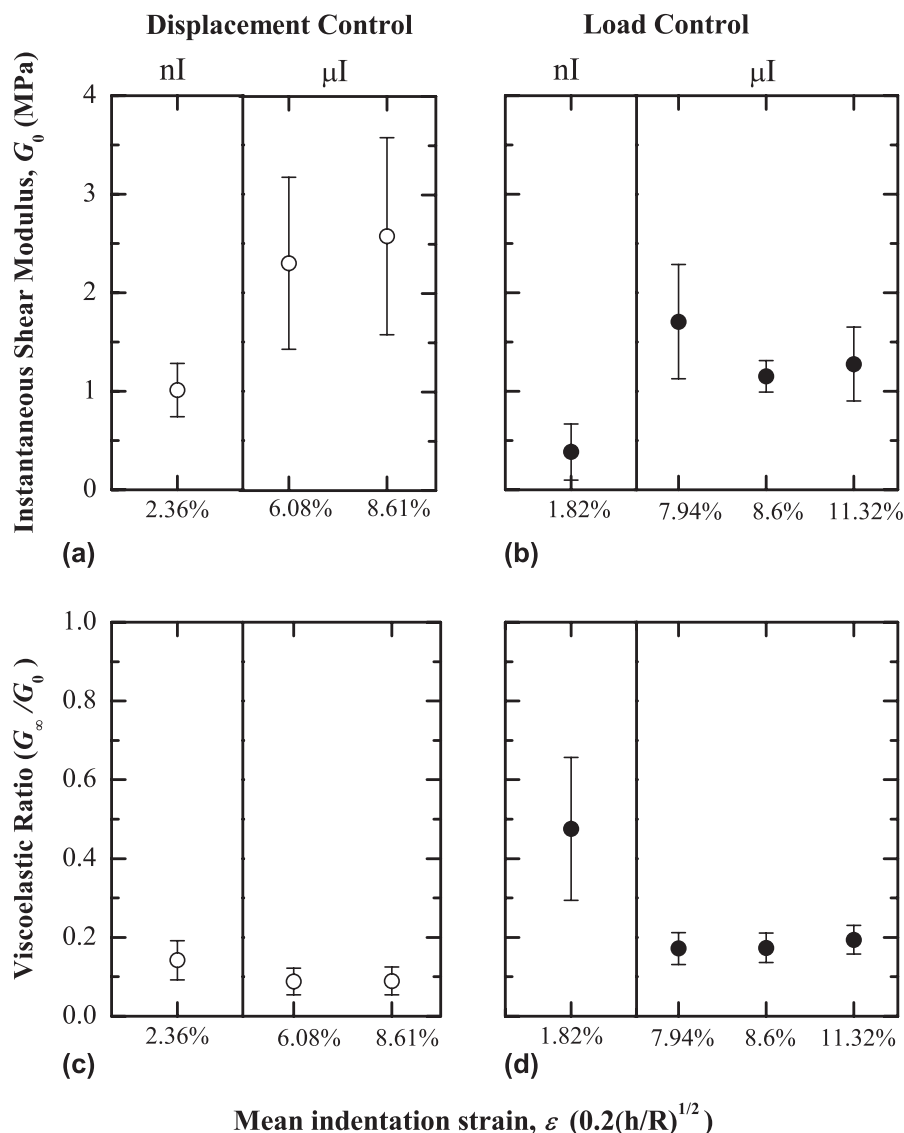 Displacement Control
Load Control
nI
μI
nI
μI
Instantaneous Shear Modulus, G₀ (MPa)
4
3
2
1
0
2.36%
6.08%
8.61%
1.82%
7.94%
8.6%
11.32%
(a)
(b)
Viscoelastic Ratio (G∞/G₀)
1.0
0.8
0.6
0.4
0.2
0.0
2.36%
6.08%
8.61%
1.82%
7.94%
8.6%
11.32%
(c)
(d)
Mean indentation strain, ε (0.2(h/R)^1/2)